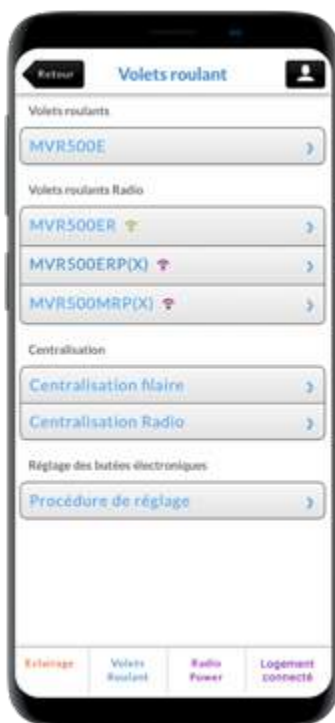 Retour
Volets roulant
Volets roulants
MVR500E
Volets roulants Radio
MVR500ER
MVR500ERP(X)
MVR500MRP(X)
Centralisation
Centralisation filaire
Centralisation Radio
Réglage des butées électroniques
Procédure de réglage
Eclairage
Volets
Roulant
Radio
Power
Logement
connecté